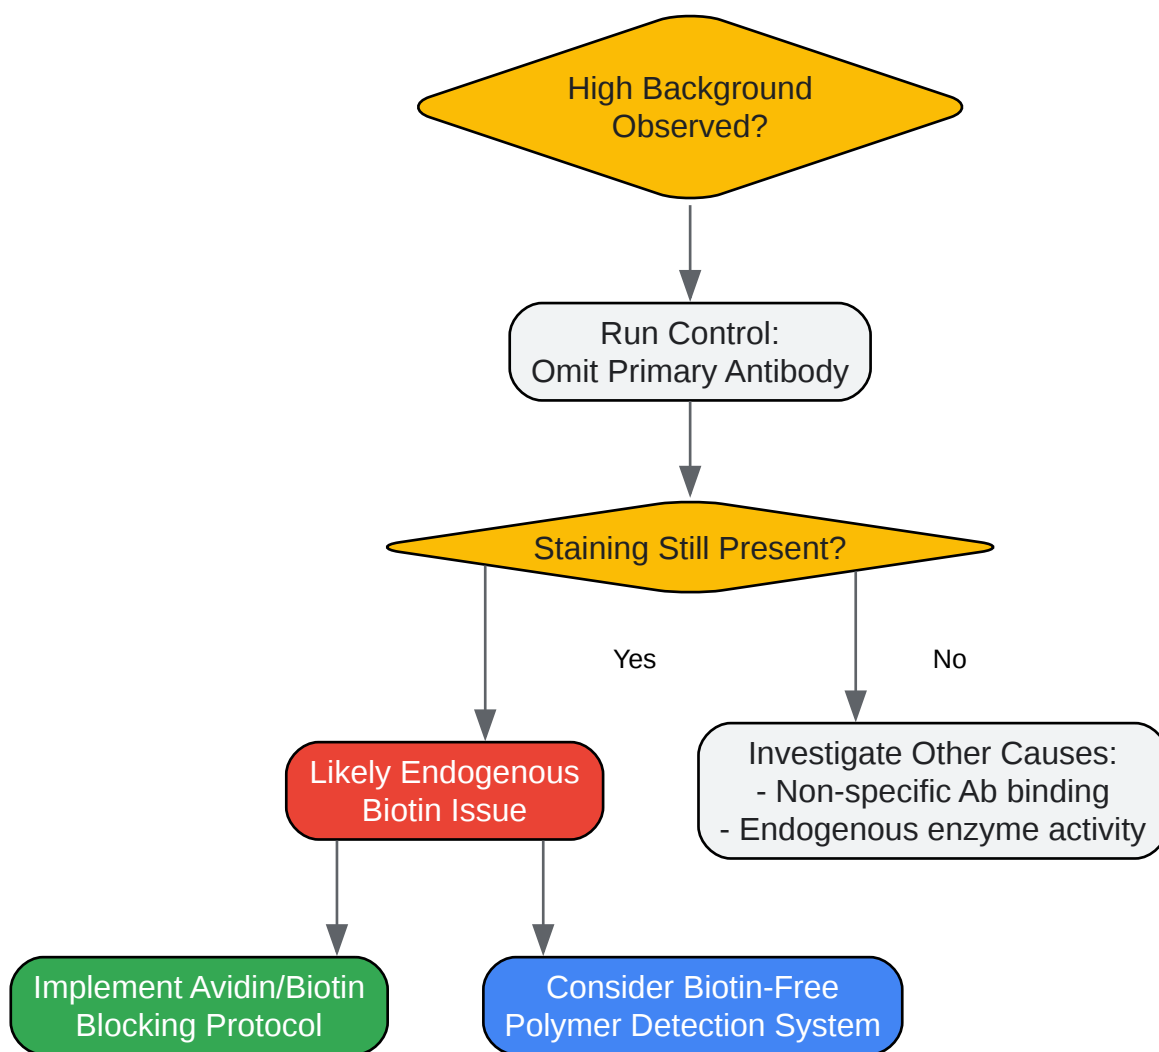 High Background
Observed?
Run Control:
Omit Primary Antibody
Staining Still Present?
Yes
No
Likely Endogenous
Biotin Issue
Investigate Other Causes:
- Non-specific Ab binding
- Endogenous enzyme activity
Implement Avidin/Biotin
Blocking Protocol
Consider Biotin-Free
Polymer Detection System